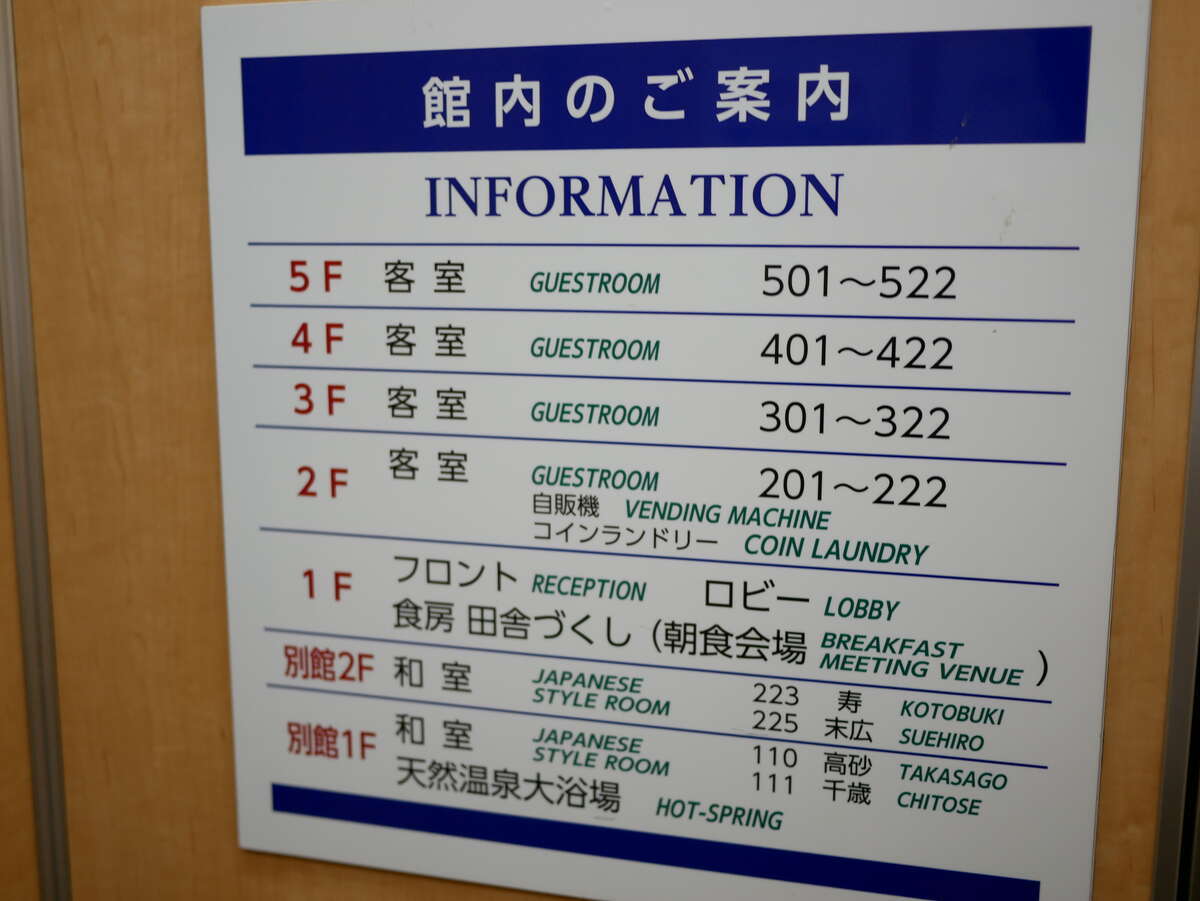 館内のご案内
INFORMATION
5F 客室 GUESTROOM 501～522
4F 客室 GUESTROOM 401～422
3F 客室 GUESTROOM 301～322
2F 客室 GUESTROOM 201～222
自販機 VENDING MACHINE
コインランドリー COIN LAUNDRY
1F フロント RECEPTION ロビー LOBBY
食房 田舎づくし（朝食会場 BREAKFAST MEETING VENUE）
別館2F 和室 JAPANESE STYLE ROOM 223 寿 KOTOBUKI
225 末広 SUEHIRO
別館1F 和室 JAPANESE STYLE ROOM 110 高砂 TAKASAGO
111 千歳 CHITOSE
天然温泉大浴場 HOT-SPRING